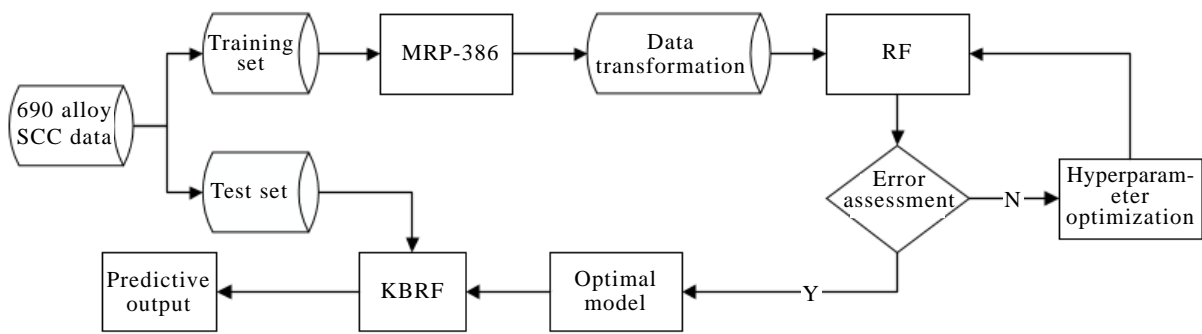 690 alloy
SCC data
Training
set
MRP-386
Data
transformation
RF
Test set
Error
assessment
N
Hyperparam-
eter
optimization
Y
Optimal
model
KBRF
Predictive
output